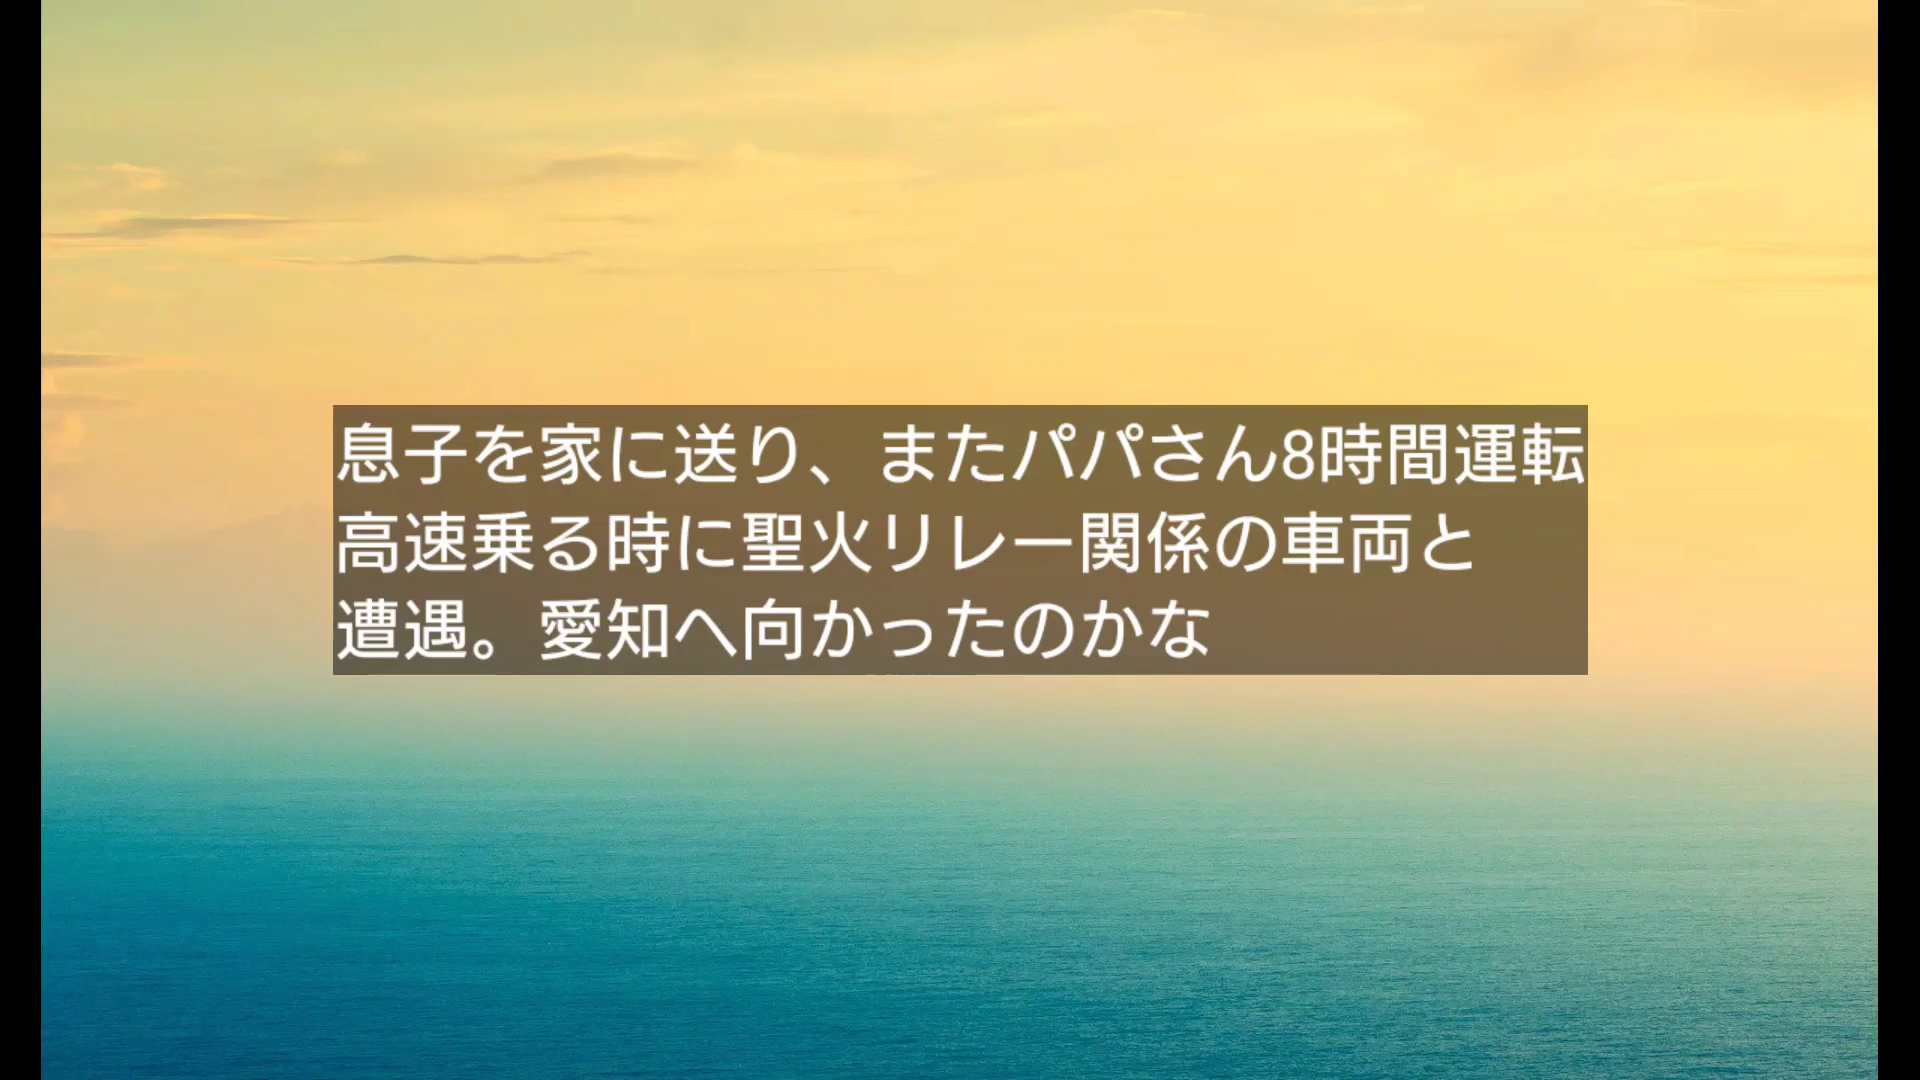 息子を家に送り、またパパさん8時間運転
高速乗る時に聖火リレー関係の車両と
遭遇。愛知へ向かったのかな